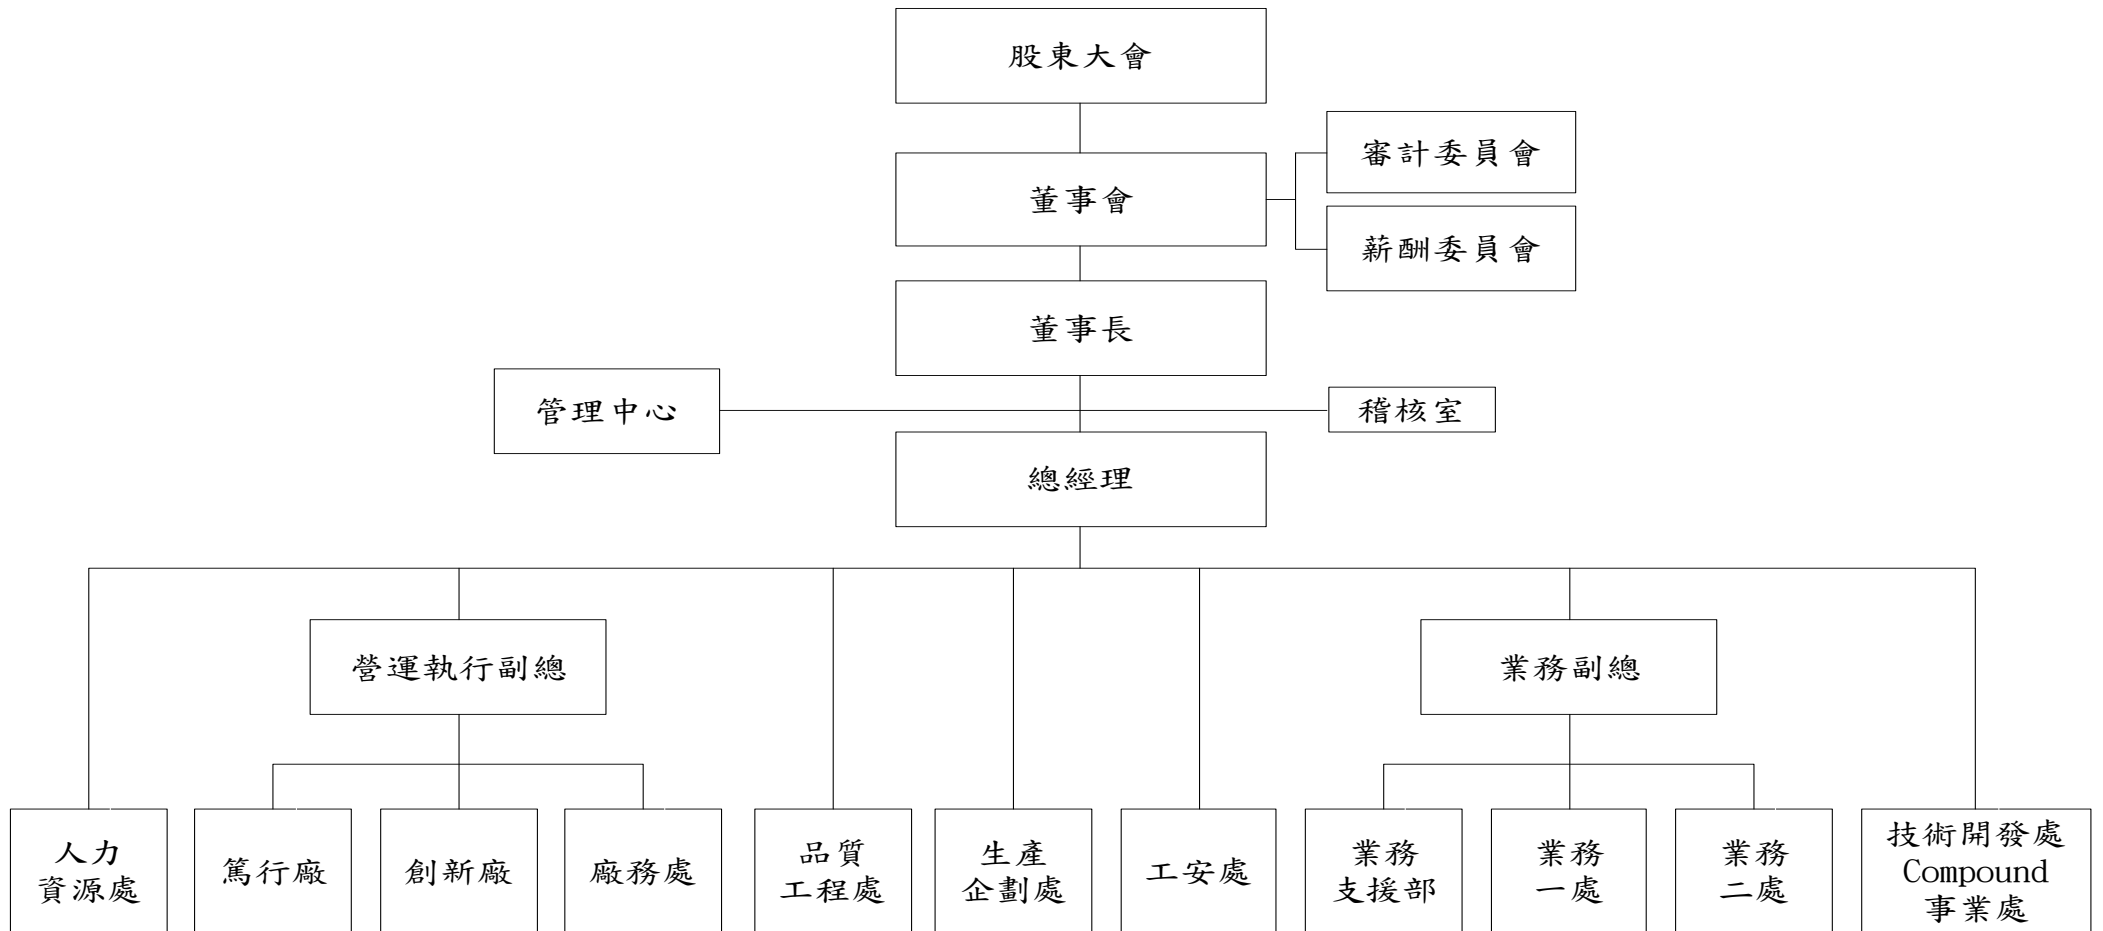 股東大會
審計委員會
董事會
薪酬委員會
董事長
管理中心
稽核室
總經理
營運執行副總
業務副總
人力
資源處
篤行廠
創新廠
廠務處
品質
工程處
生產
企劃處
工安處
業務
支援部
業務
一處
業務
二處
技術開發處
Compound
事業處